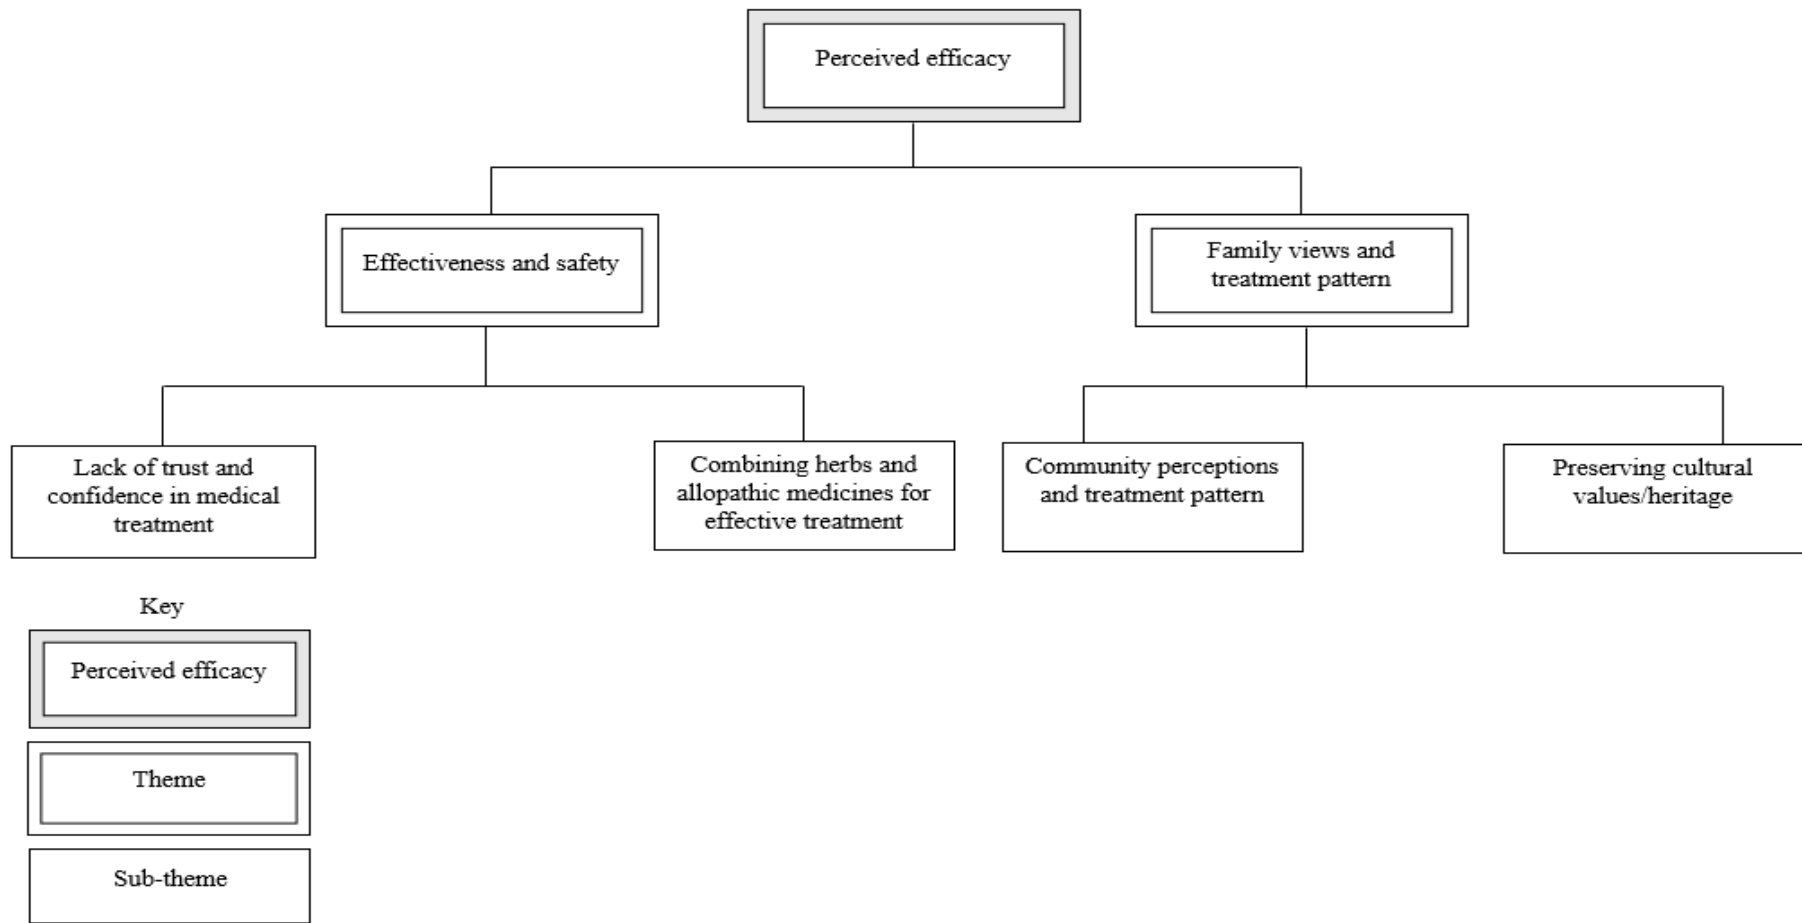 Perceived efficacy
Effectiveness and safety
Family views and
treatment pattern
Lack of trust and
confidence in medical
treatment
Combining herbs and
allopathic medicines for
effective treatment
Community perceptions
and treatment pattern
Preserving cultural
values/heritage
Key
Perceived efficacy
Theme
Sub-theme